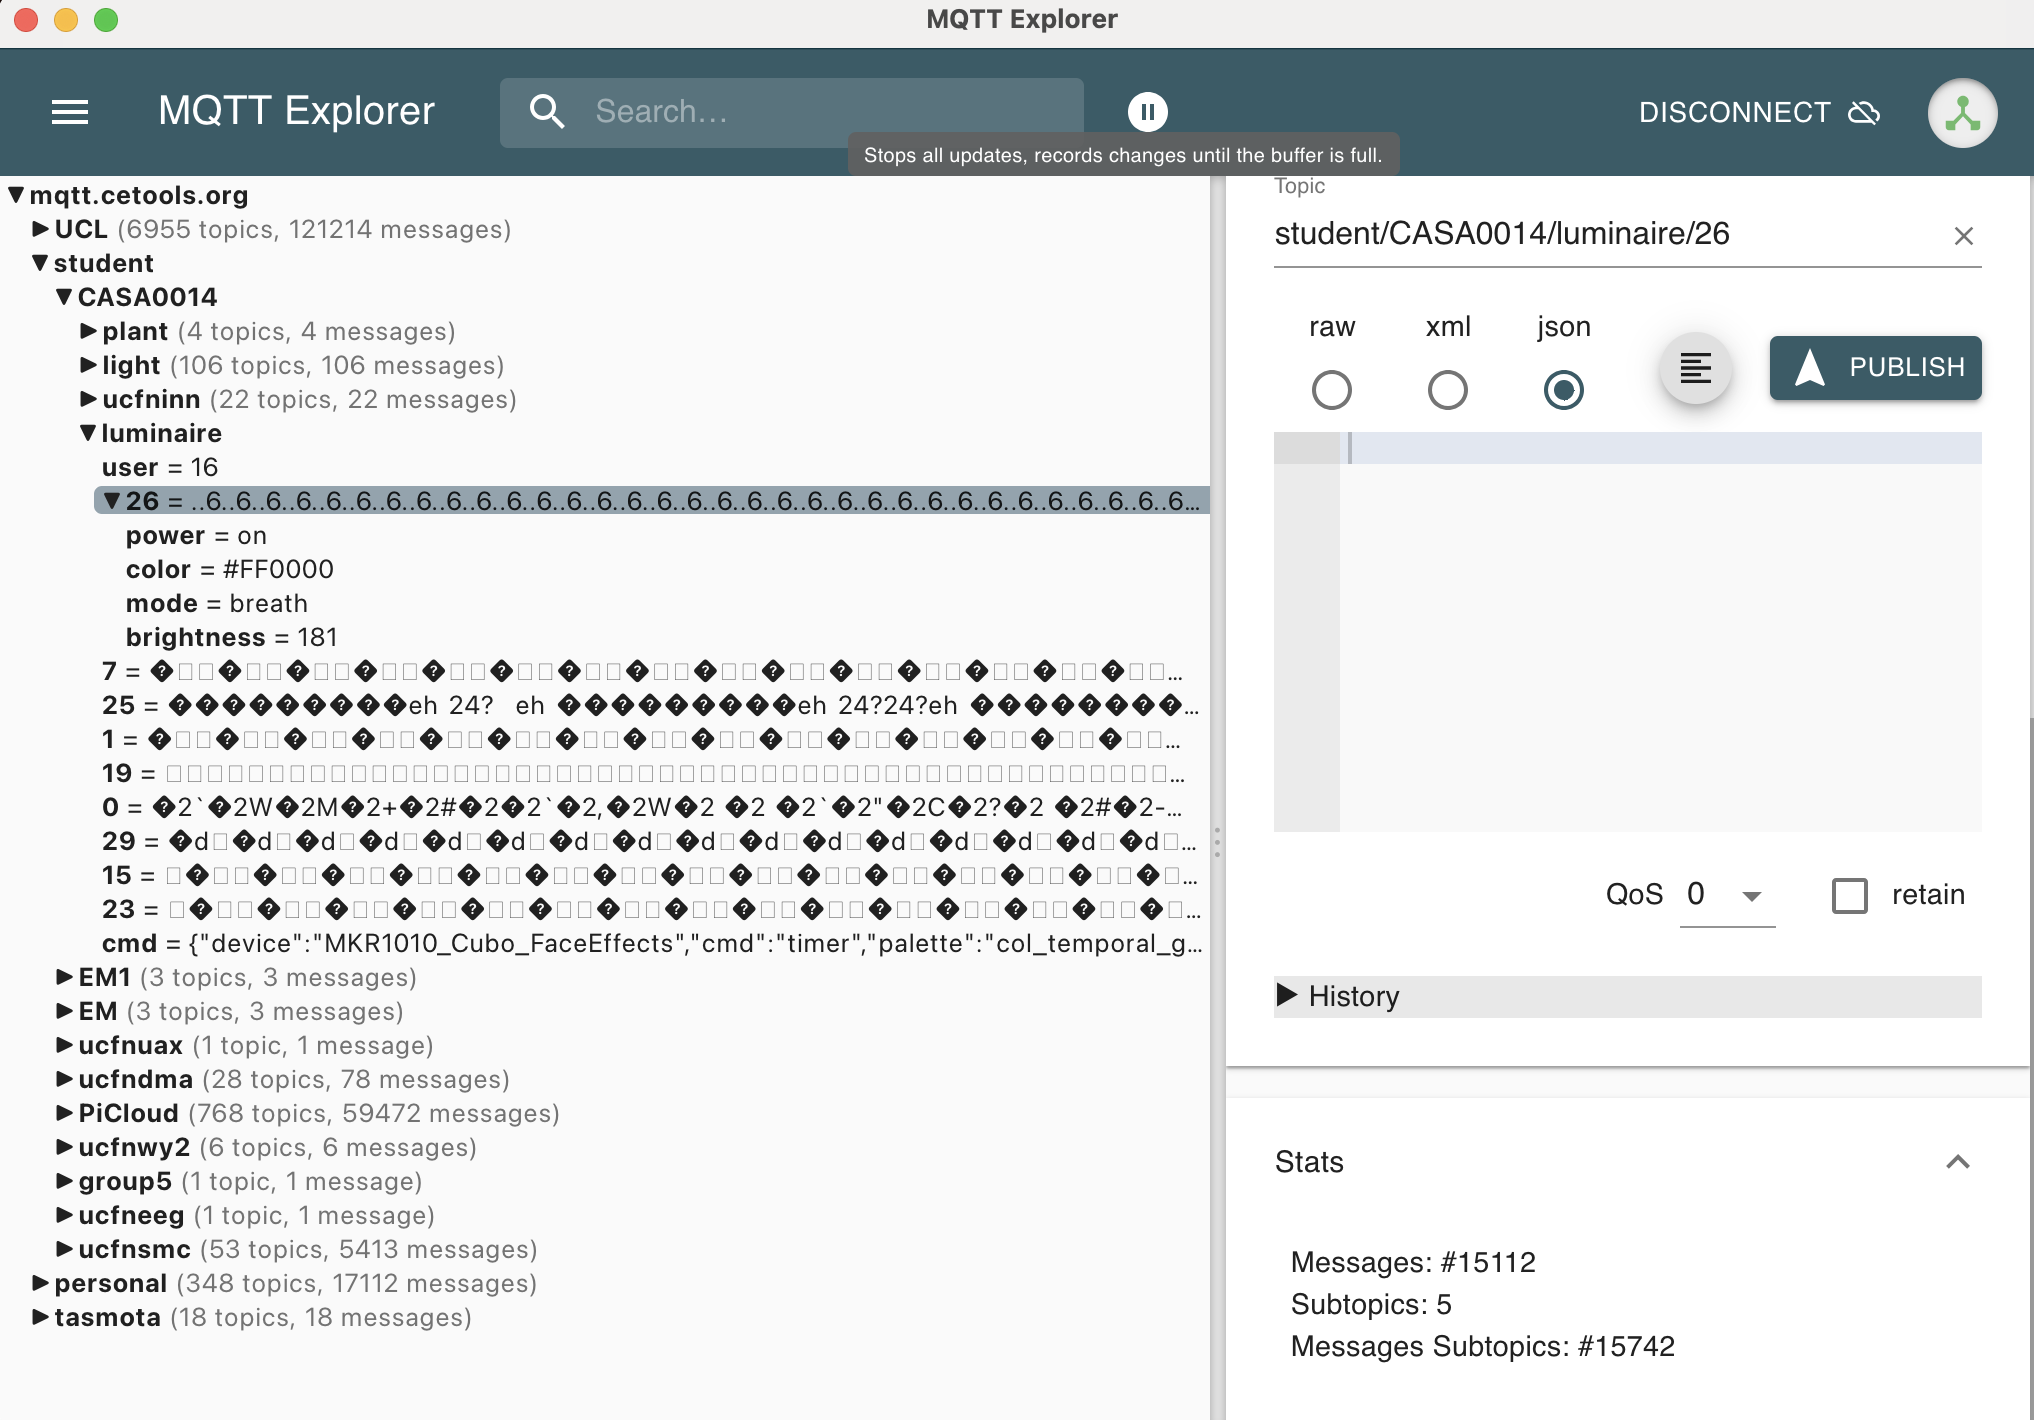 MQTT Explorer
MQTT Explorer
Search...
DISCONNECT
Stops all updates, records changes until the buffer is full.
mqtt.cetools.org
UCL (6955 topics, 121214 messages)
student
CASA0014
plant (4 topics, 4 messages)
light (106 topics, 106 messages)
ucfninn (22 topics, 22 messages)
luminaire
user = 16
26 = ..6..6..6..6..6..6..6..6..6..6..6..6..6..6..6..6..6..6..6..6..6..6..6..6..6..6..6..6..6..6..6..6..6...
power = on
color = #FF0000
mode = breath
brightness = 181
7 =
25 = ����������eh 24? eh ����������eh 24?24?eh ��������...
1 =
19 =
0 = �2`�2W�2M�2+�2#�2�2`�2,�2W�2 �2 �2`�2"�2C�2?�2 �2#�2-...
29 =
15 =
23 =
cmd = {"device":"MKR1010_Cubo_FaceEffects","cmd":"timer","palette":"col_temporal_g...
EM1 (3 topics, 3 messages)
EM (3 topics, 3 messages)
ucfnuax (1 topic, 1 message)
ucfndma (28 topics, 78 messages)
PiCloud (768 topics, 59472 messages)
ucfnwy2 (6 topics, 6 messages)
group5 (1 topic, 1 message)
ucfneeg (1 topic, 1 message)
ucfnsmc (53 topics, 5413 messages)
personal (348 topics, 17112 messages)
tasmota (18 topics, 18 messages)
Topic
student/CASA0014/luminaire/26
raw xml json
PUBLISH
QoS 0 retain
History
Stats
Messages: #15112
Subtopics: 5
Messages Subtopics: #15742